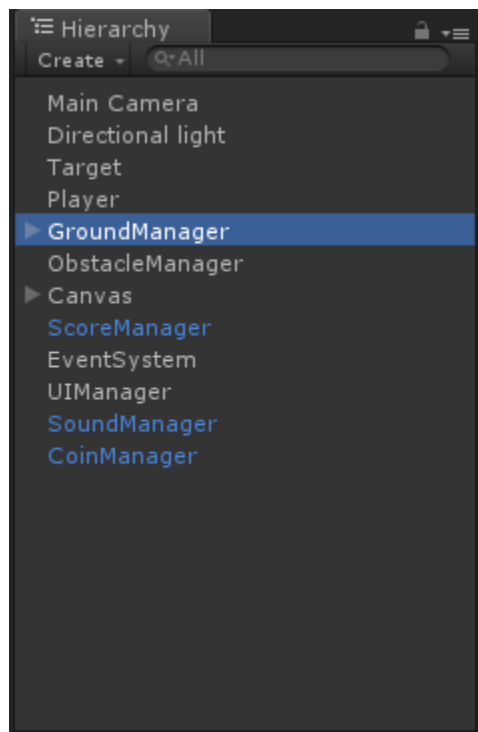 Hierarchy
Create All
Main Camera
Directional light
Target
Player
GroundManager
ObstacleManager
Canvas
ScoreManager
EventSystem
UIManager
SoundManager
CoinManager